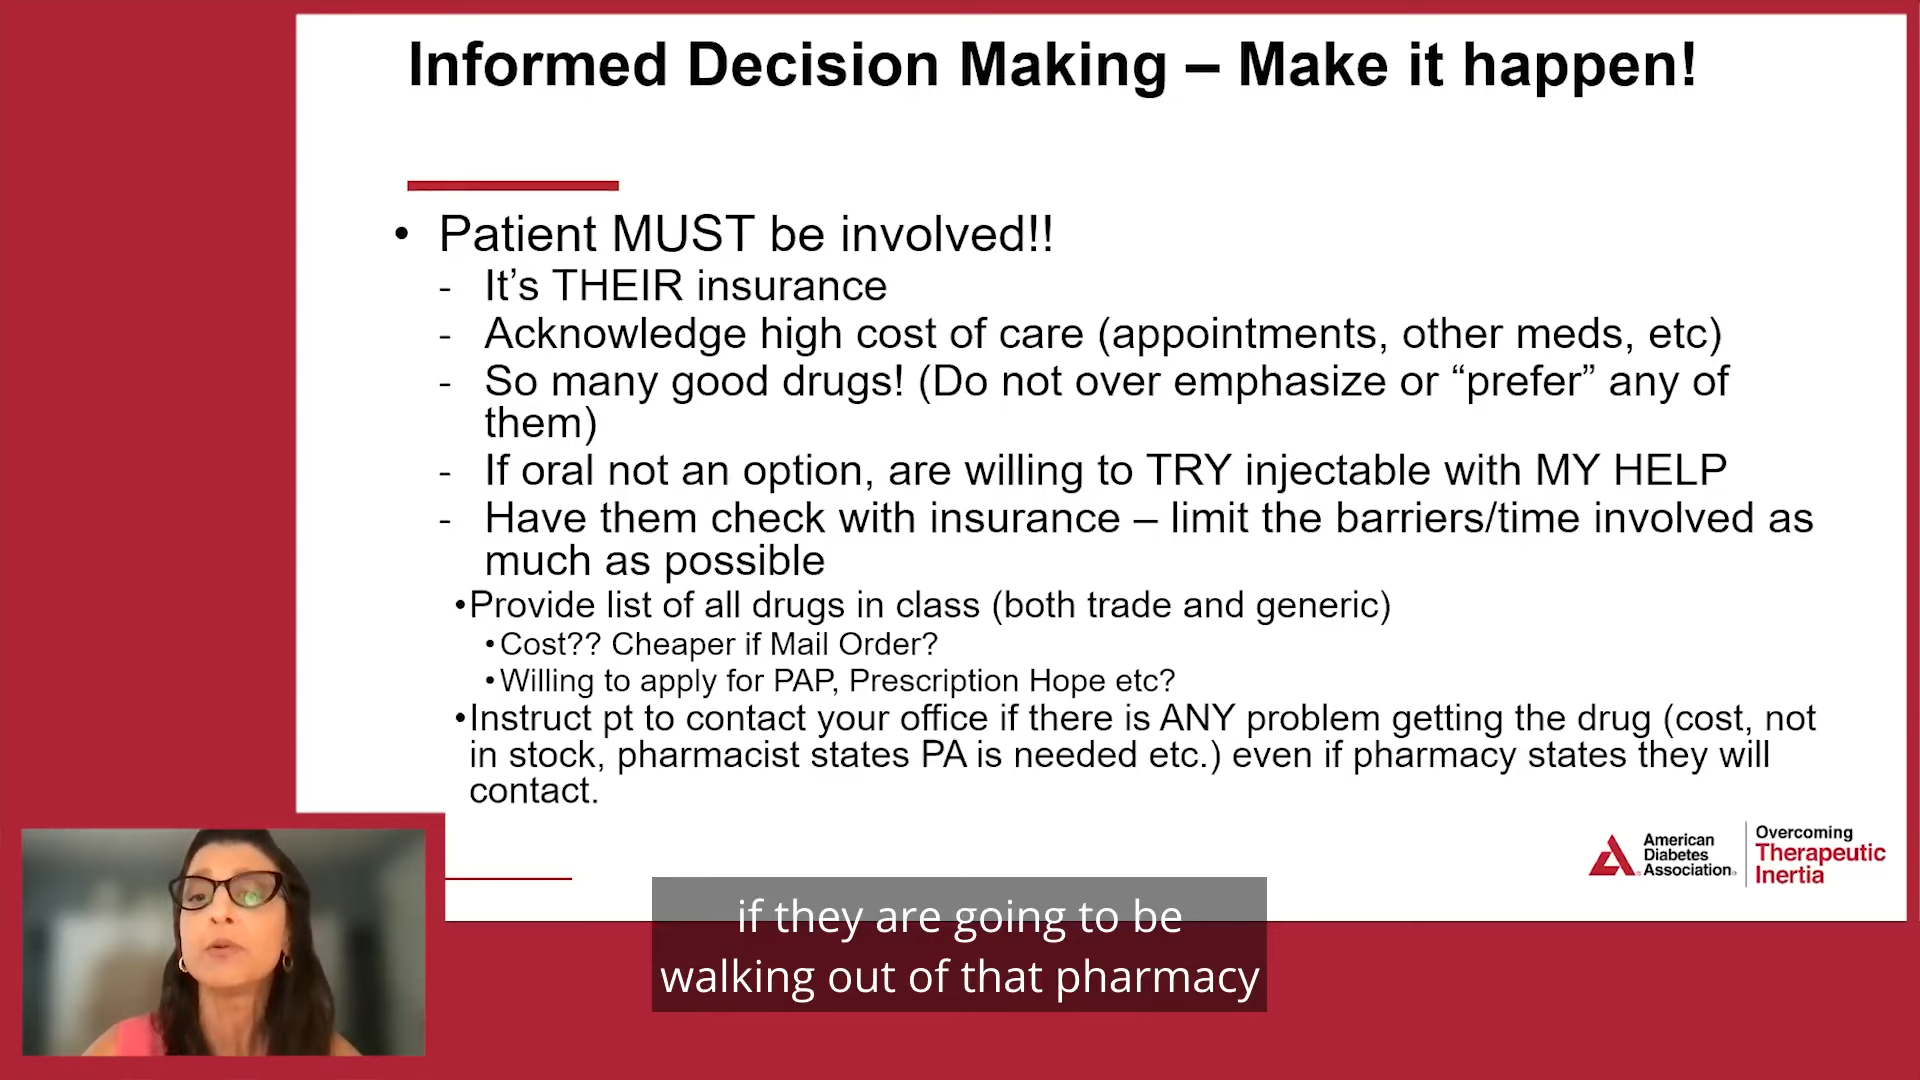 Informed Decision Making – Make it happen!
• Patient MUST be involved!!
- It’s THEIR insurance
- Acknowledge high cost of care (appointments, other meds, etc)
- So many good drugs! (Do not over emphasize or “prefer” any of
them)
- If oral not an option, are willing to TRY injectable with MY HELP
- Have them check with insurance – limit the barriers/time involved as
much as possible
•Provide list of all drugs in class (both trade and generic)
•Cost?? Cheaper if Mail Order?
•Willing to apply for PAP, Prescription Hope etc?
•Instruct pt to contact your office if there is ANY problem getting the drug (cost, not
in stock, pharmacist states PA is needed etc.) even if pharmacy states they will
contact.
American
Diabetes
Association®
Overcoming
Therapeutic
Inertia
if they are going to be
walking out of that pharmacy